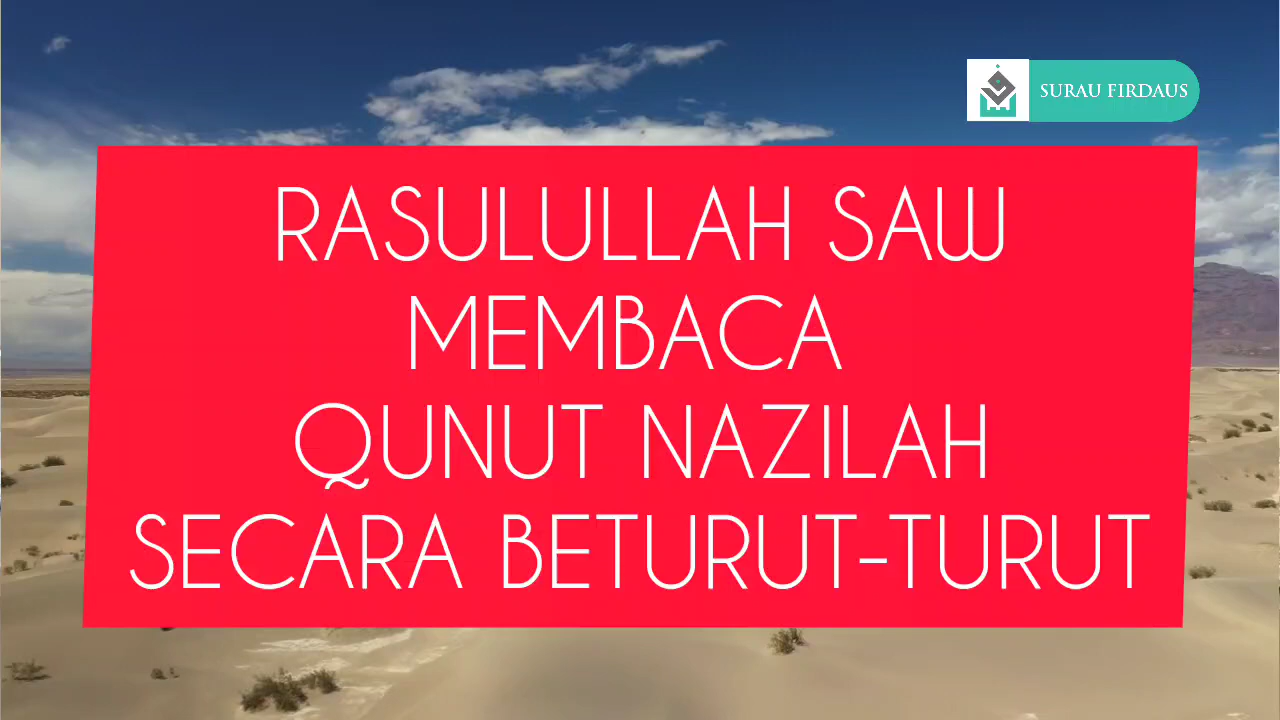 SURAU FIRDAUS
RASULULLAH SAW
MEMBACA
QUNUT NAZILAH
SECARA BETURUT-TURUT